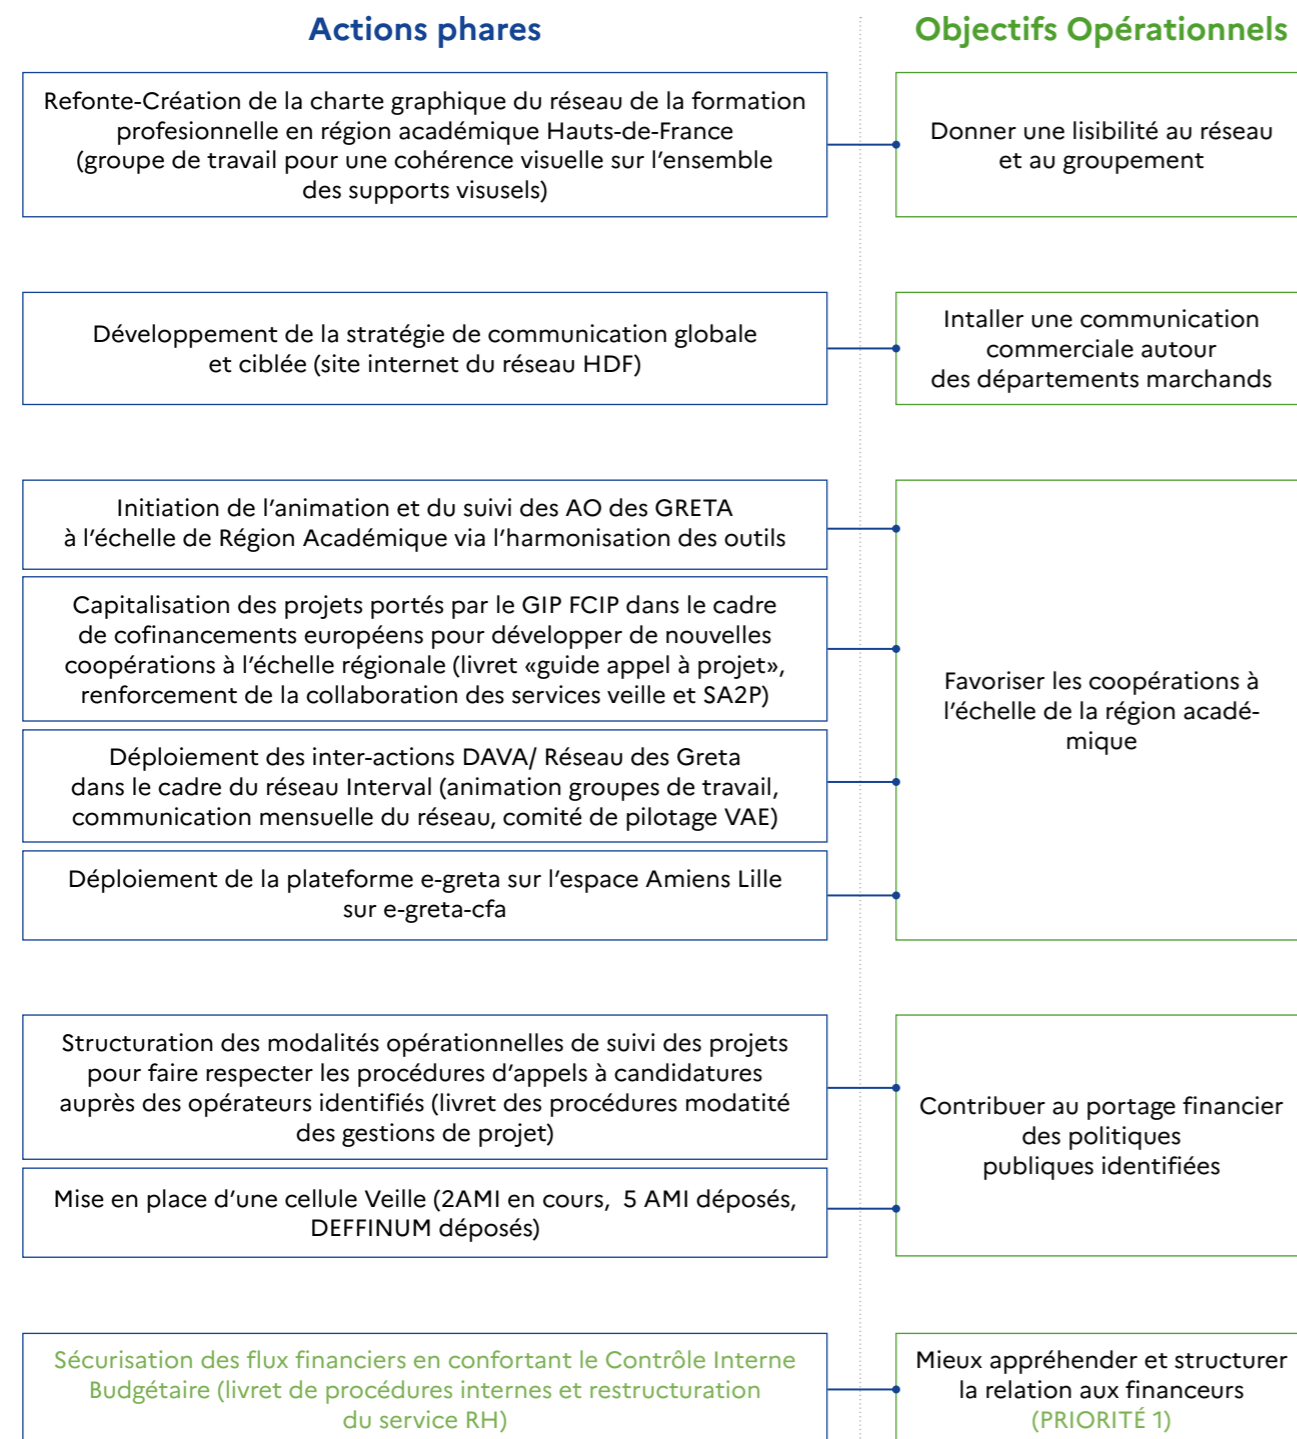 Actions phares
Objectifs Opérationnels
Refonte-Création de la charte graphique du réseau de la formation
profesionnelle en région académique Hauts-de-France
(groupe de travail pour une cohérence visuelle sur l’ensemble
des supports visusels)
Donner une lisibilité au réseau
et au groupement
Développement de la stratégie de communication globale
et ciblée (site internet du réseau HDF)
Intaller une communication
commerciale autour
des départements marchands
Initiation de l’animation et du suivi des AO des GRETA
à l’échelle de Région Académique via l’harmonisation des outils
Capitalisation des projets portés par le GIP FCIP dans le cadre
de cofinancements européens pour développer de nouvelles
coopérations à l’échelle régionale (livret «guide appel à projet»,
renforcement de la collaboration des services veille et SA2P)
Déploiement des inter-actions DAVA/ Réseau des Greta
dans le cadre du réseau Interval (animation groupes de travail,
communication mensuelle du réseau, comité de pilotage VAE)
Déploiement de la plateforme e-greta sur l’espace Amiens Lille
sur e-greta-cfa
Favoriser les coopérations à
l’échelle de la région acadé-
mique
Structuration des modalités opérationnelles de suivi des projets
pour faire respecter les procédures d’appels à candidatures
auprès des opérateurs identifiés (livret des procédures modatité
des gestions de projet)
Mise en place d’une cellule Veille (2AMI en cours,  5 AMI déposés,
DEFFINUM déposés)
Contribuer au portage financier
des politiques
publiques identifiées
Sécurisation des flux financiers en confortant le Contrôle Interne
Budgétaire (livret de procédures internes et restructuration
du service RH)
Mieux appréhender et structurer
la relation aux financeurs
(PRIORITÉ 1)